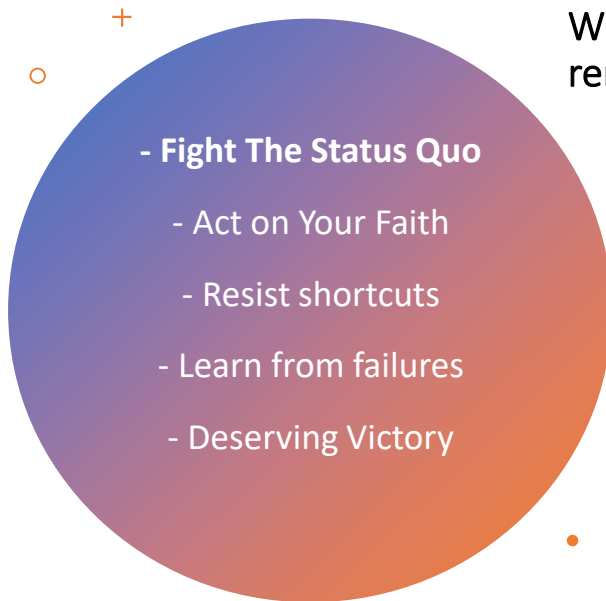 - Fight The Status Quo
- Act on Your Faith
- Resist shortcuts
- Learn from failures
- Deserving Victory